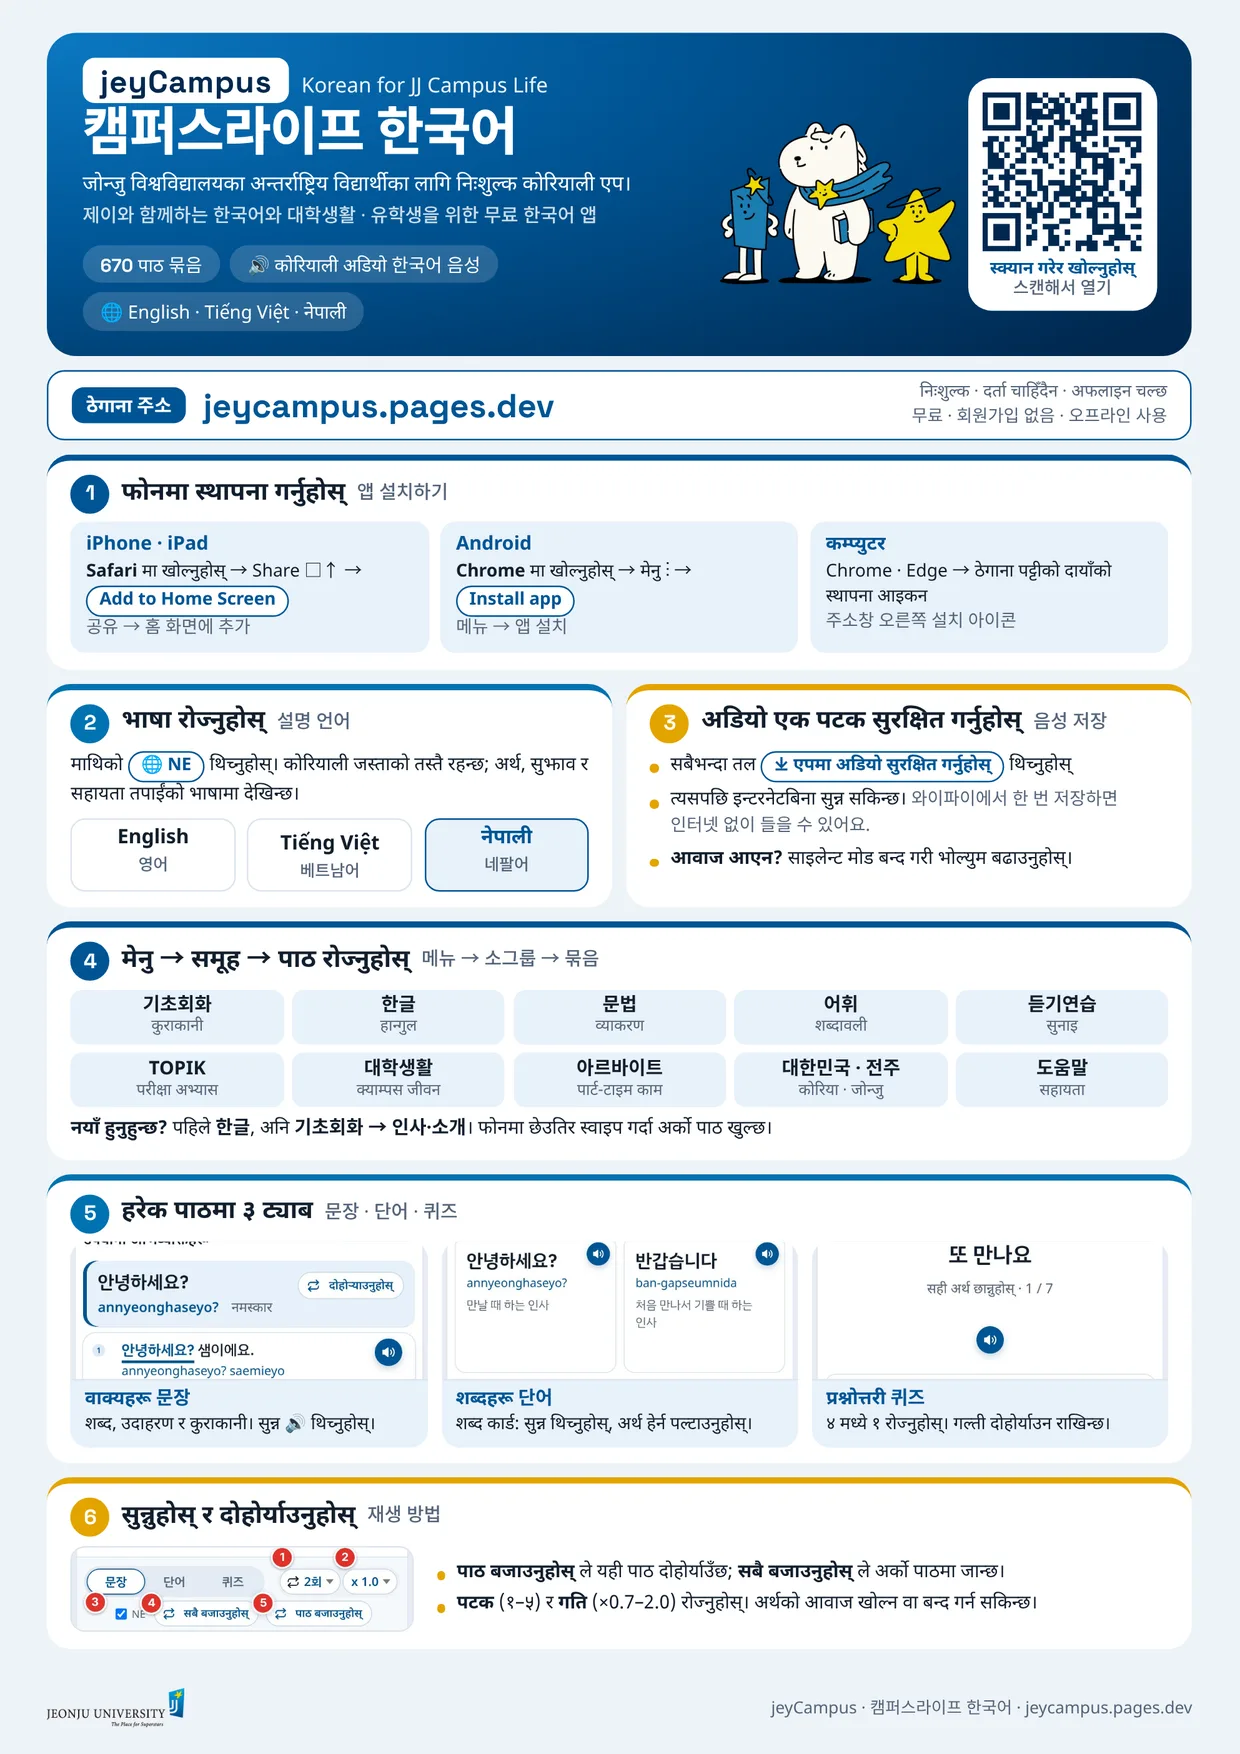 jeyCampus Korean for JJ Campus Life
캠퍼스라이프 한국어
जोन्जु विश्वविद्यालयका अन्तर्राष्ट्रिय विद्यार्थीका लागि निःशुल्क कोरियाली एप।
제이와 함께하는 한국어와 대학생활 · 유학생을 위한 무료 한국어 앱
670 पाठ 묶음
🔊 कोरियाली अडियो 한국어 음성
🌐 English · Tiếng Việt · नेपाली
स्क्यान गरेर खोल्नुहोस्
스캔해서 열기
ठेगाना 주소 jeycampus.pages.dev
निःशुल्क · दर्ता चाहिँदैन · अफलाइन चल्छ
무료 · 회원가입 없음 · 오프라인 사용
1 फोनमा स्थापना गर्नुहोस् 앱 설치하기
iPhone · iPad
Safari मा खोल्नुहोस् → Share □↑ →
Add to Home Screen
공유 → 홈 화면에 추가
Android
Chrome मा खोल्नुहोस् → मेनु ⋮ →
Install app
메뉴 → 앱 설치
कम्प्युटर
Chrome · Edge → ठेगाना पट्टीको दायाँको
स्थापना आइकन
주소창 오른쪽 설치 아이콘
2 भाषा रोज्नुहोस् 설명 언어
माथिको 🌐 NE थिच्नुहोस्। कोरियाली जस्ताको तस्तै रहन्छ; अर्थ, सुझाव र
सहायता तपाईंको भाषामा देखिन्छ।
English
영어
Tiếng Việt
베트남어
नेपाली
네팔어
3 अडियो एक पटक सुरक्षित गर्नुहोस् 음성 저장
सबैभन्दा तल एपमा अडियो सुरक्षित गर्नुहोस् थिच्नुहोस्
त्यसपछि इन्टरनेटबिना सुन्न सकिन्छ। 와이파이에서 한 번 저장하면
인터넷 없이 들을 수 있어요.
आवाज आएन? साइलेन्ट मोड बन्द गरी भोल्युम बढाउनुहोस्।
4 मेनु → समूह → पाठ रोज्नुहोस् 메뉴 → 소그룹 → 묶음
기초회화
कुराकानी
한글
हान्गुल
문법
व्याकरण
어휘
शब्दावली
듣기연습
सुनाइ
TOPIK
परीक्षा अभ्यास
대학생활
क्याम्पस जीवन
아르바이트
पार्ट-टाइम काम
대한민국 · 전주
कोरिया · जोन्जु
도움말
सहायता
नयाँ हुनुहुन्छ? पहिले 한글, अनि 기초회화 → 인사·소개। फोनमा छेउतिर स्वाइप गर्दा अर्को पाठ खुल्छ।
5 हरेक पाठमा ३ ट्याब 문장 · 단어 · 퀴즈
안녕하세요?
दोहोऱ्याउनुहोस्
annyeonghaseyo? नमस्कार
1 안녕하세요? 샘이에요.
annyeonghaseyo? saemieyo
वाक्यहरू 문장
शब्द, उदाहरण र कुराकानी। सुन्न 🔊 थिच्नुहोस्।
안녕하세요?
annyeonghaseyo?
만날 때 하는 인사
반갑습니다
ban-gapseumnida
처음 만나서 기쁠 때 하는
인사
शब्दहरू 단어
शब्द कार्ड: सुन्न थिच्नुहोस्, अर्थ हेर्न पल्टाउनुहोस्।
또 만나요
सही अर्थ छान्नुहोस् · 1 / 7
प्रश्नोत्तरी 퀴즈
४ मध्ये १ रोज्नुहोस्। गल्ती दोहोर्याउन राखिन्छ।
6 सुन्नुहोस् र दोहोर्याउनुहोस् 재생 방법
1 2
문장 단어 퀴즈 2회 x 1.0
3 4 5
NE सबै बजाउनुहोस् पाठ बजाउनुहोस्
पाठ बजाउनुहोस् ले यही पाठ दोहोर्याउँछ; सबै बजाउनुहोस् ले अर्को पाठमा जान्छ।
पटक (१–५) र गति (×0.7–2.0) रोज्नुहोस्। अर्थको आवाज खोल्न वा बन्द गर्न सकिन्छ।
JEONJU UNIVERSITY
The Place for Superstars
jeyCampus · 캠퍼스라이프 한국어 · jeycampus.pages.dev